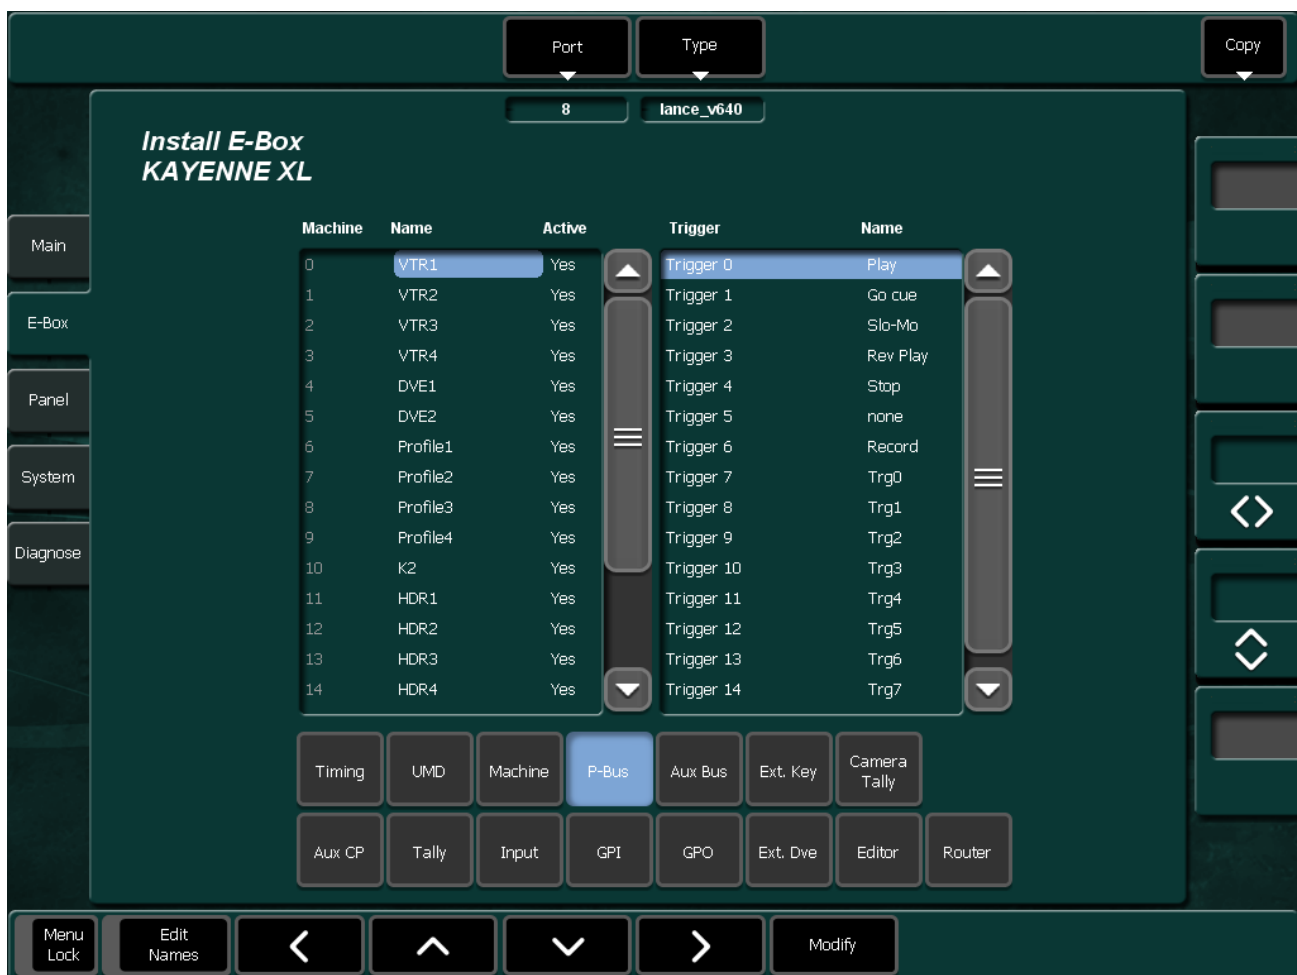 Port
Type
Copy
8
lance_v640
Install E-Box
KAYENNE XL
Machine Name Active Trigger Name
0 VTR1 Yes Trigger 0 Play
1 VTR2 Yes Trigger 1 Go cue
2 VTR3 Yes Trigger 2 Slo-Mo
3 VTR4 Yes Trigger 3 Rev Play
4 DVE1 Yes Trigger 4 Stop
5 DVE2 Yes Trigger 5 none
6 Profile1 Yes Trigger 6 Record
7 Profile2 Yes Trigger 7 Trg0
8 Profile3 Yes Trigger 8 Trg1
9 Profile4 Yes Trigger 9 Trg2
10 K2 Yes Trigger 10 Trg3
11 HDR1 Yes Trigger 11 Trg4
12 HDR2 Yes Trigger 12 Trg5
13 HDR3 Yes Trigger 13 Trg6
14 HDR4 Yes Trigger 14 Trg7
Main
E-Box
Panel
System
Diagnose
Timing
UMD
Machine
P-Bus
Aux Bus
Ext. Key
Camera
Tally
Aux CP
Tally
Input
GPI
GPO
Ext. Dve
Editor
Router
Menu
Lock
Edit
Names
Modify